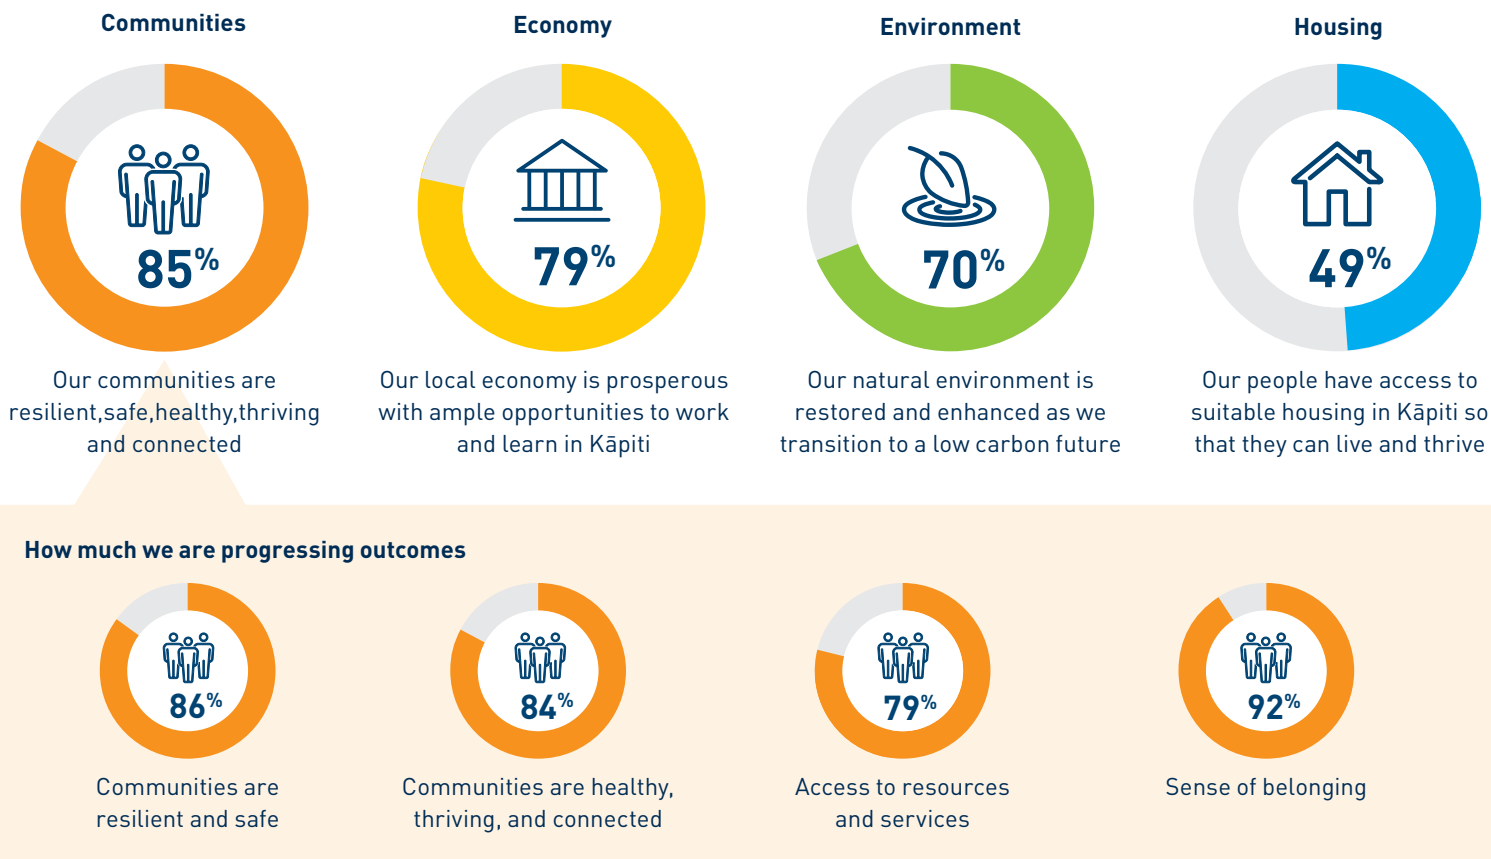 Communities
Economy
Environment
Housing
85%
79%
70%
49%
Our communities are
resilient,safe,healthy,thriving
and connected
Our local economy is prosperous
with ample opportunities to work
and learn in Kāpiti
Our natural environment is
restored and enhanced as we
transition to a low carbon future
Our people have access to
suitable housing in Kāpiti so
that they can live and thrive
How much we are progressing outcomes
86%
84%
79%
92%
Communities are
resilient and safe
Communities are healthy,
thriving, and connected
Access to resources
and services
Sense of belonging